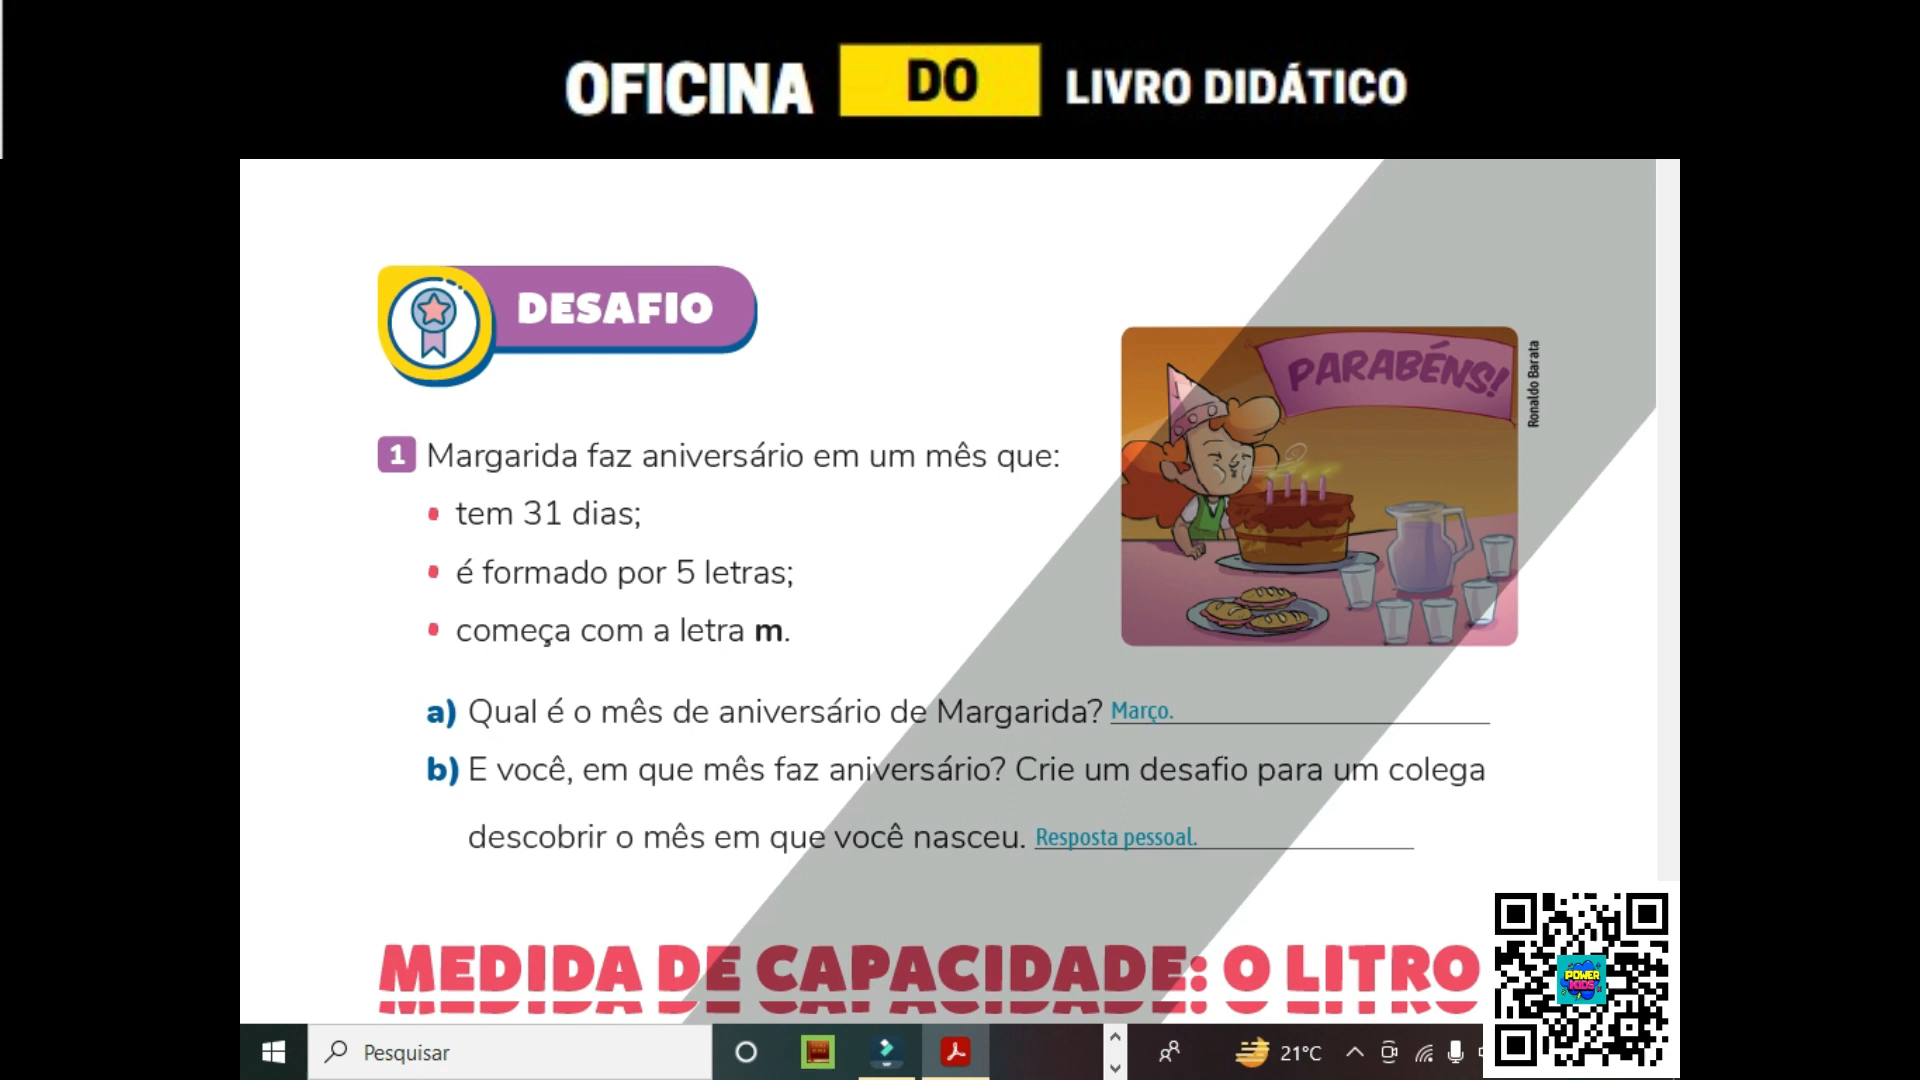 OFICINA DO LIVRO DIDÁTICO
DESAFIO
PARABÉNS!
Ronaldo Barata
1 Margarida faz aniversário em um mês que:
• tem 31 dias;
• é formado por 5 letras;
• começa com a letra m.
a) Qual é o mês de aniversário de Margarida? Março.
b) E você, em que mês faz aniversário? Crie um desafio para um colega
descobrir o mês em que você nasceu. Resposta pessoal.
MEDIDA DE CAPACIDADE: O LITRO
POWER
KIDS
Pesquisar
21°C